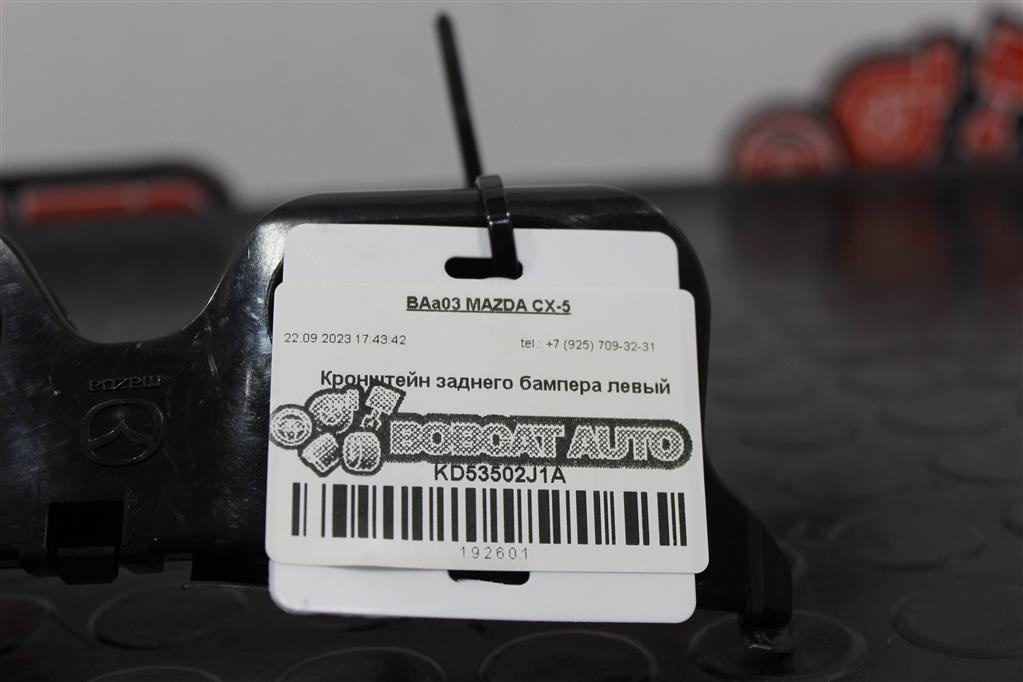 BAa03 MAZDA CX-5
22.09.2023 17:43:42 tel.: +7 (925) 709-32-31
Кронштейн заднего бампера левый
BOBCAT AUTO
KD53502J1A
192601
mazda